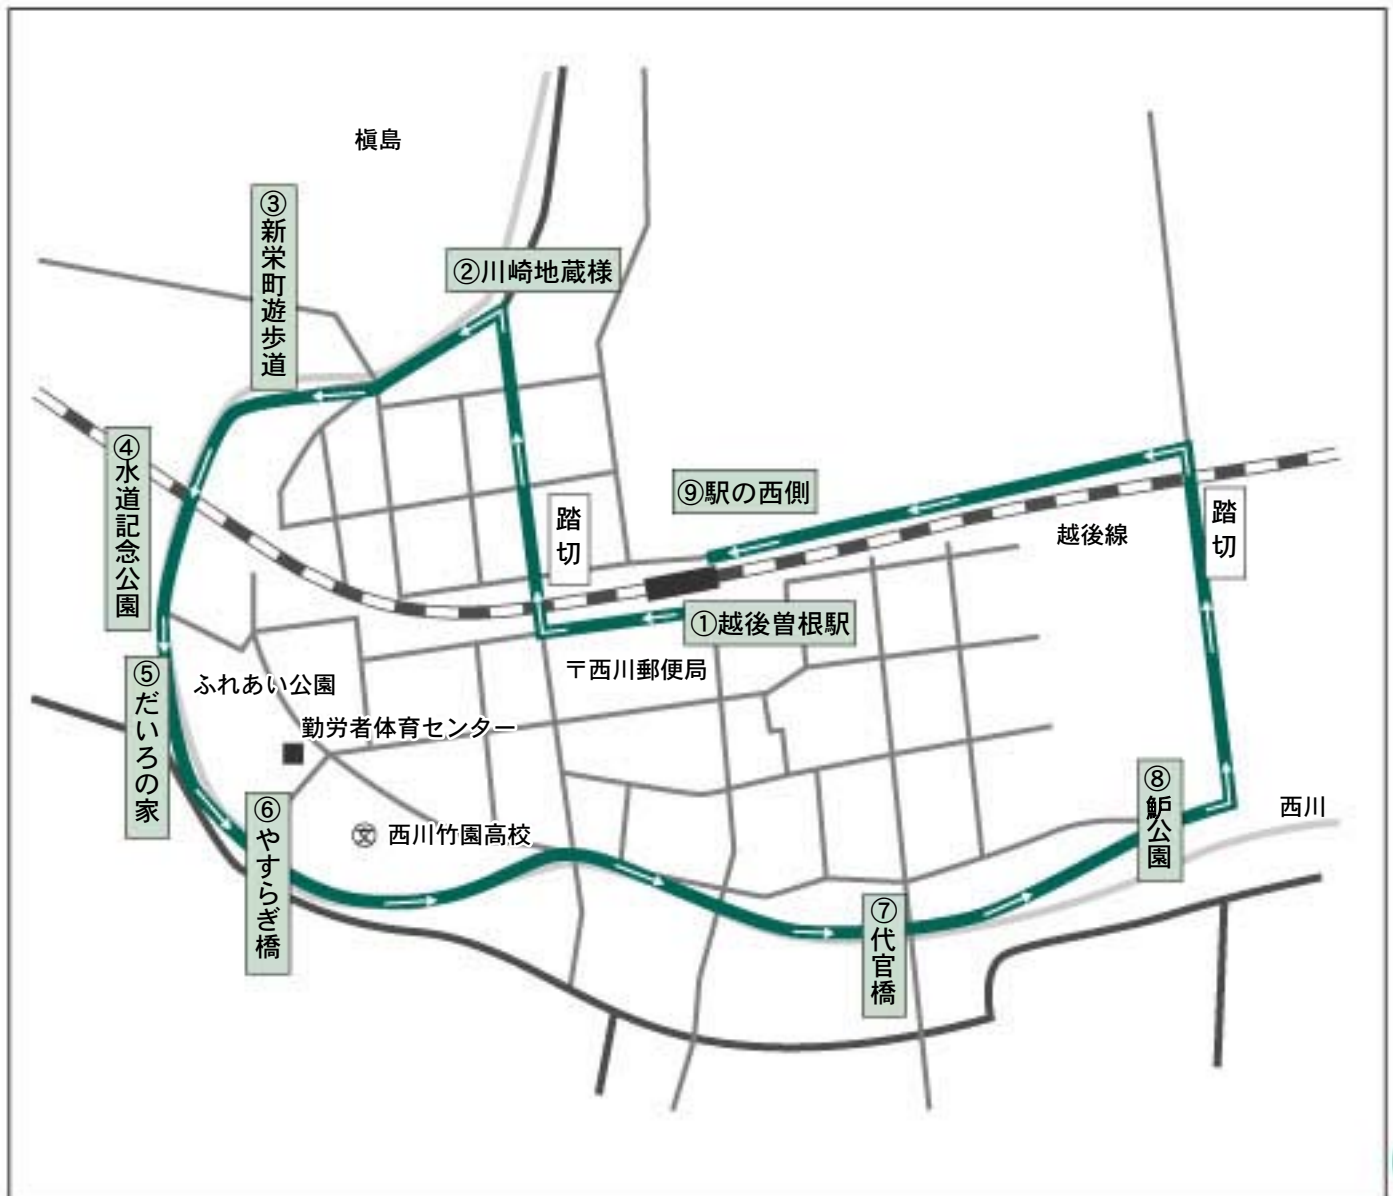 槇島
③新栄町遊歩道
②川崎地蔵様
④水道記念公園
⑨駅の西側
踏切
越後線
踏切
①越後曽根駅
〒西川郵便局
⑤だいろの家
ふれあい公園
勤労者体育センター
⑥やすらぎ橋
文
西川竹園高校
⑧鱸公園
西川
⑦代官橋